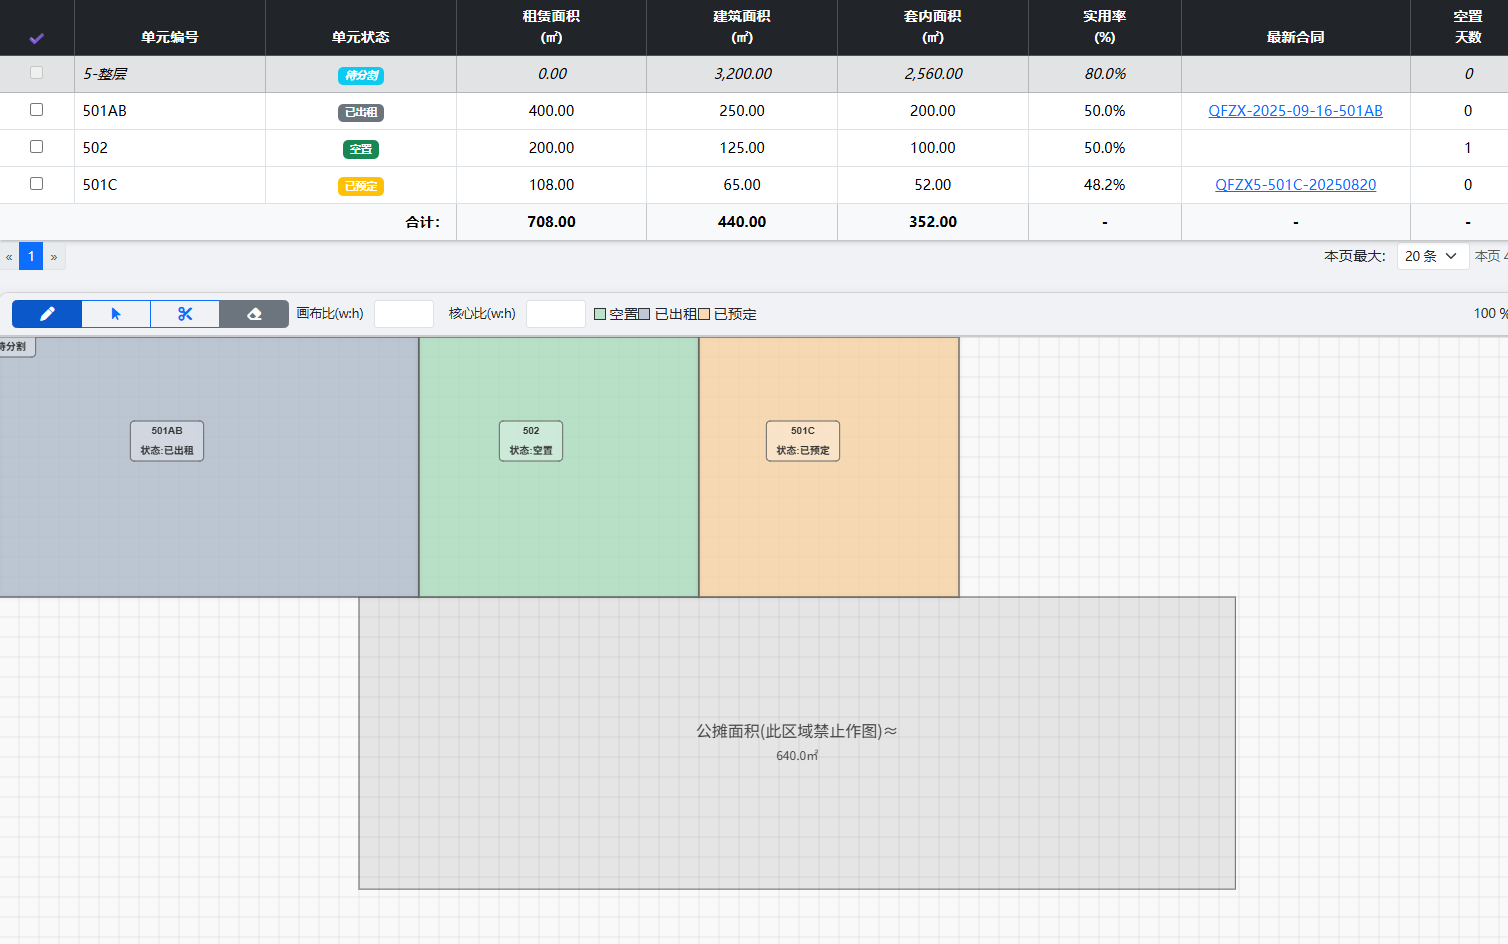 单元编号 单元状态 租赁面积(㎡) 建筑面积(㎡) 套内面积(㎡) 实用率(%) 最新合同 空置天数
5-整层 待分割 0.00 3,200.00 2,560.00 80.0% 0
501AB 已出租 400.00 250.00 200.00 50.0% QFZX-2025-09-16-501AB 0
502 空置 200.00 125.00 100.00 50.0% 1
501C 已预定 108.00 65.00 52.00 48.2% QFZX5-501C-20250820 0
合计: 708.00 440.00 352.00 - - -
« 1 » 本页最大: 20 条 本页 4
画布比(w:h) 核心比(w:h) 空置 已出租 已预定 100 %
待分割
501AB
状态:已出租
502
状态:空置
501C
状态:已预定
公摊面积(此区域禁止作图)≈
640.0㎡